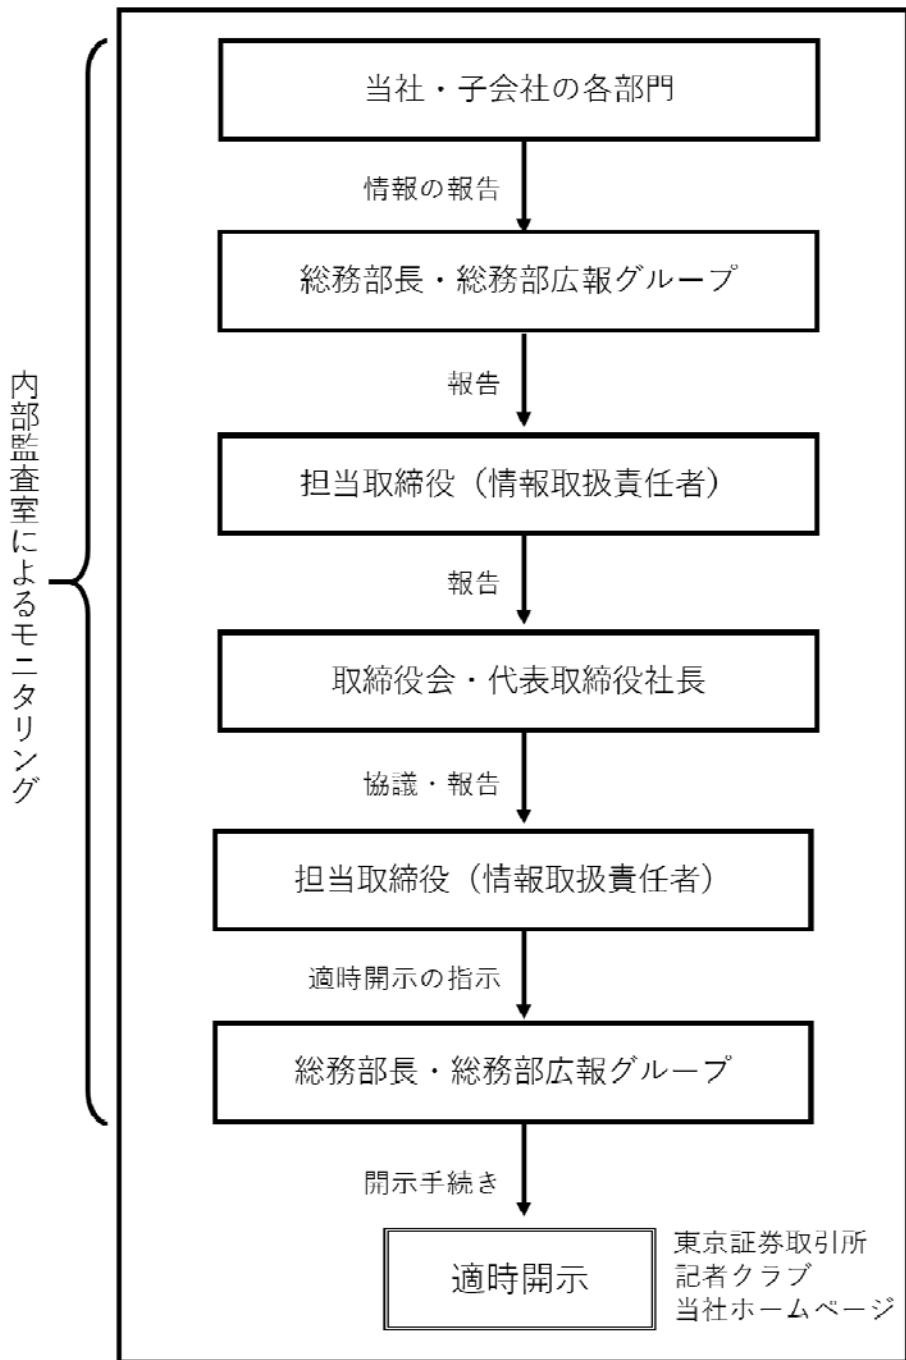 当社・子会社の各部門
情報の報告
総務部長・総務部広報グループ
報告
担当取締役（情報取扱責任者）
報告
取締役会・代表取締役社長
協議・報告
担当取締役（情報取扱責任者）
適時開示の指示
総務部長・総務部広報グループ
開示手続き
適時開示
東京証券取引所
記者クラブ
当社ホームページ
内部監査室によるモニタリング